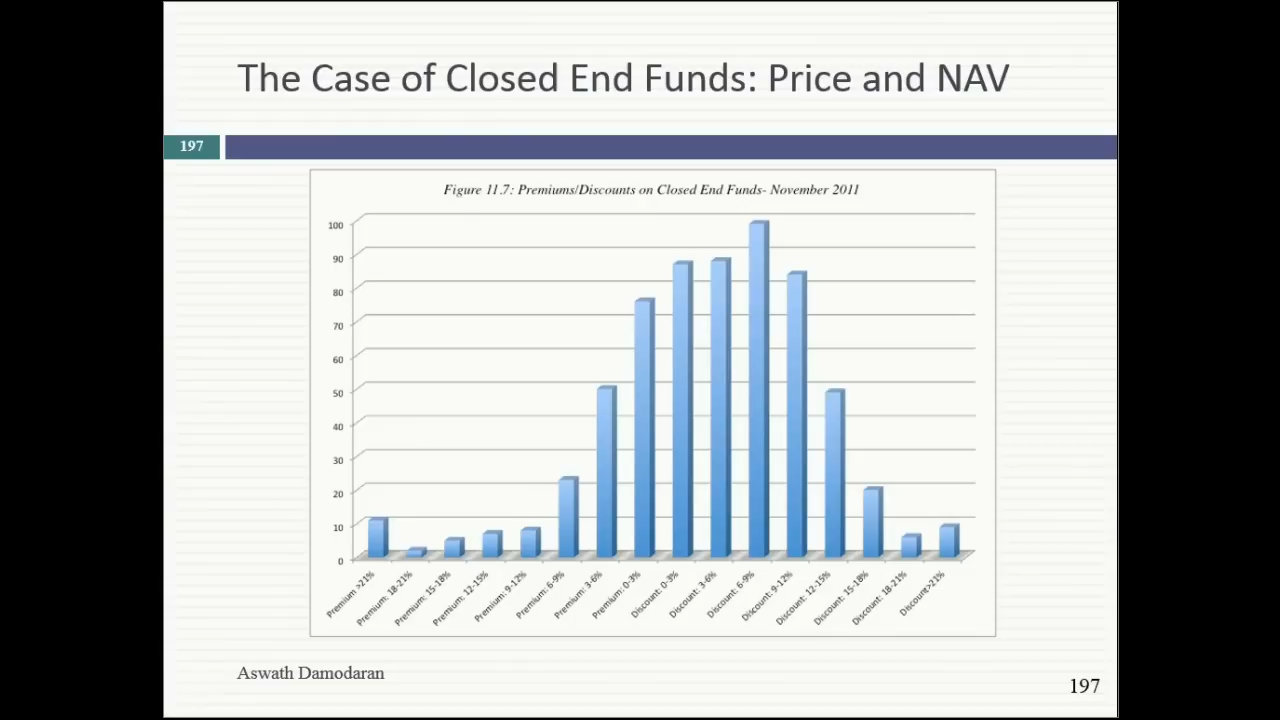 The Case of Closed End Funds: Price and NAV
197
Figure 11.7: Premiums/Discounts on Closed End Funds- November 2011
100
90
80
70
60
50
40
30
20
10
0
Premium >21%
Premium: 18-21%
Premium: 15-18%
Premium: 12-15%
Premium: 9-12%
Premium: 6-9%
Premium: 3-6%
Premium: 0-3%
Discount: 0-3%
Discount: 3-6%
Discount: 6-9%
Discount: 9-12%
Discount: 12-15%
Discount: 15-18%
Discount: 18-21%
Discount>21%
Aswath Damodaran
197